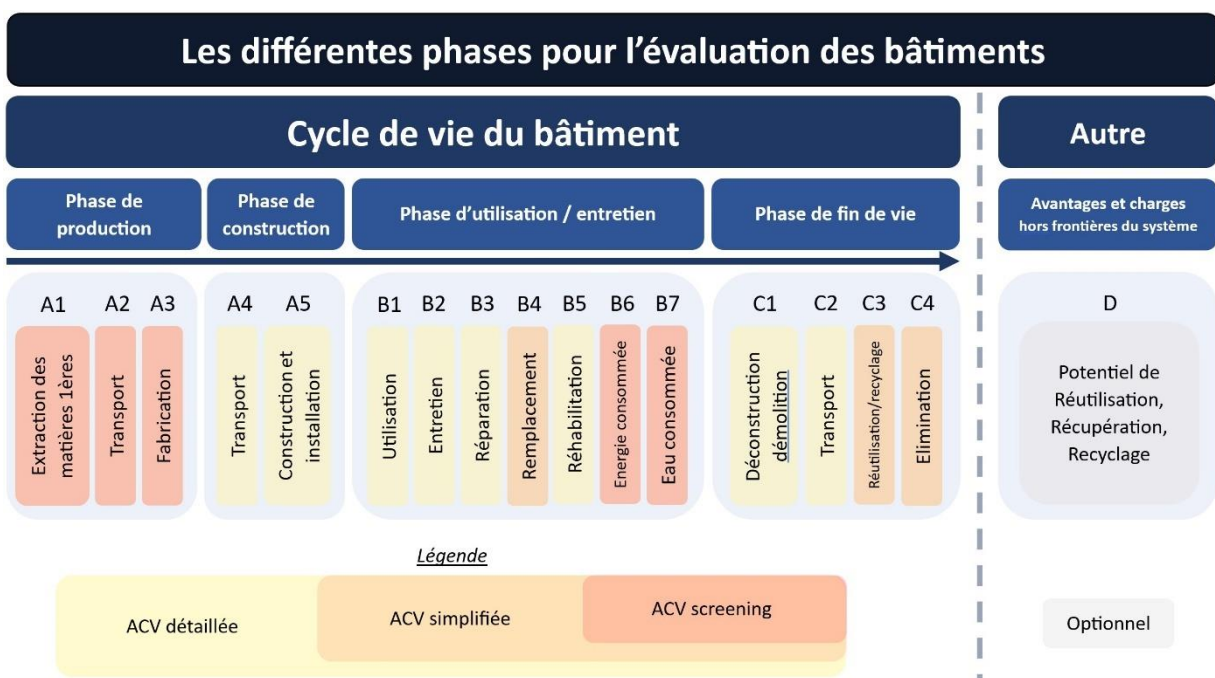 Les différentes phases pour l’évaluation des bâtiments
Cycle de vie du bâtiment
Autre
Phase de
production
Phase de
construction
Phase d’utilisation / entretien
Phase de fin de vie
Avantages et charges
hors frontières du système
A1
A2
A3
A4
A5
B1
B2
B3
B4
B5
B6
B7
C1
C2
C3
C4
D
Extraction des
matières 1ères
Transport
Fabrication
Transport
Construction et
installation
Utilisation
Entretien
Réparation
Remplacement
Réhabilitation
Energie consommée
Eau consommée
Déconstruction
démolition
Transport
Réutilisation/recyclage
Elimination
Potentiel de
Réutilisation,
Récupération,
Recyclage
Légende
ACV détaillée
ACV simplifiée
ACV screening
Optionnel